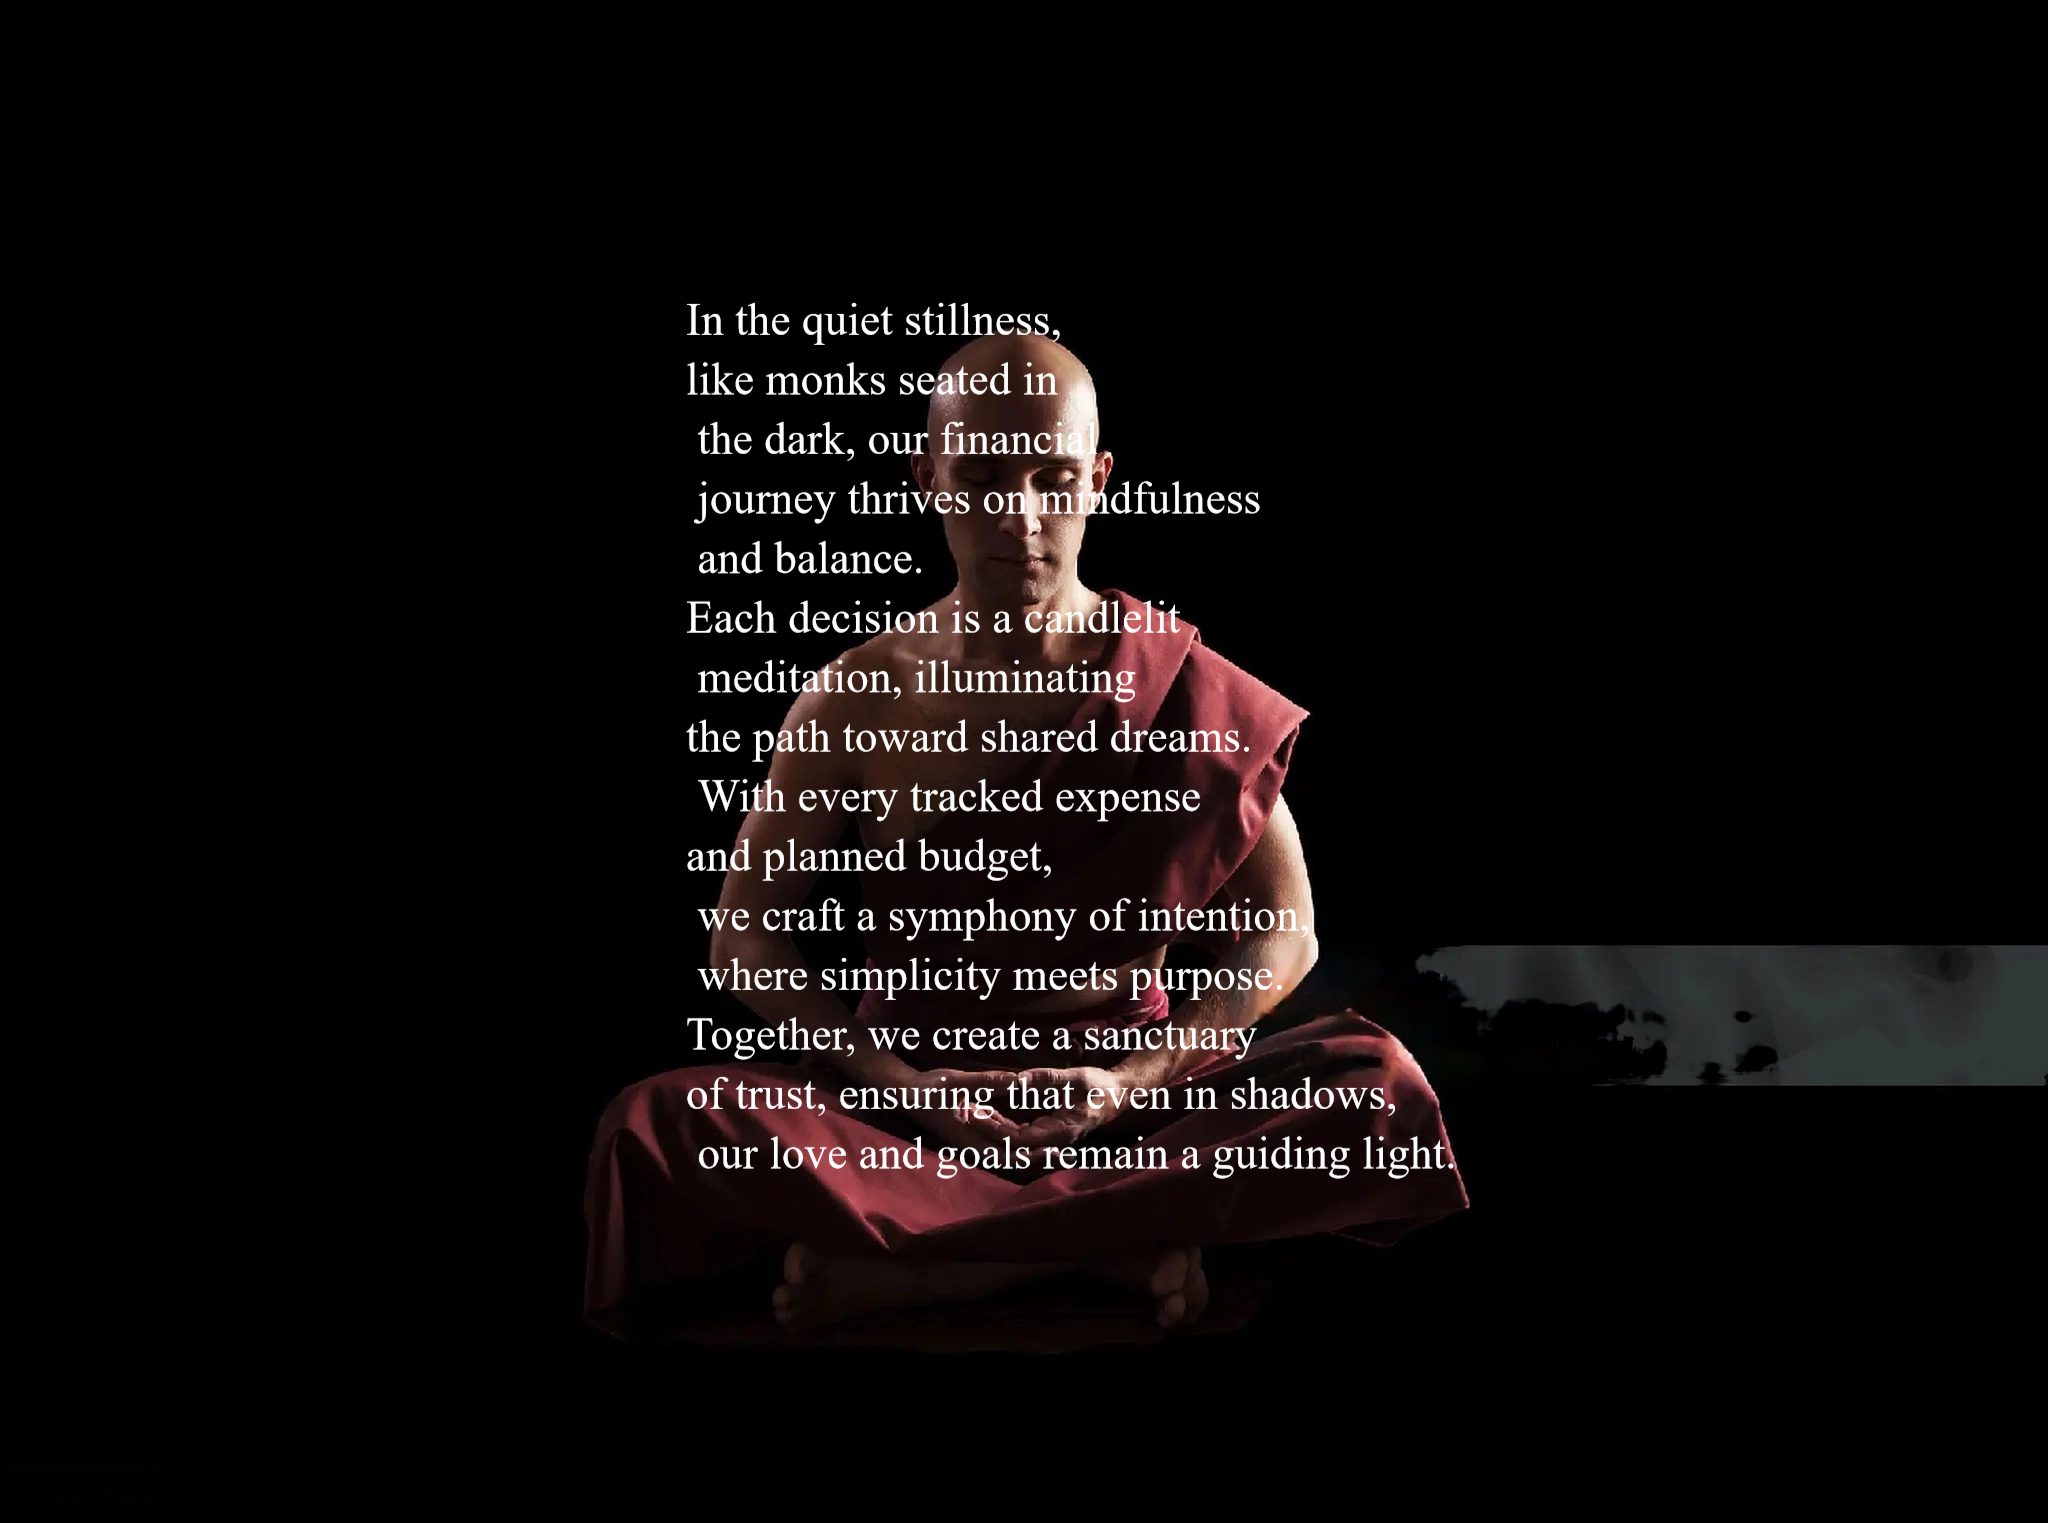 In the quiet stillness,
like monks seated in
the dark, our financial
journey thrives on mindfulness
and balance.
Each decision is a candlelit
meditation, illuminating
the path toward shared dreams.
With every tracked expense
and planned budget,
we craft a symphony of intention,
where simplicity meets purpose.
Together, we create a sanctuary
of trust, ensuring that even in shadows,
our love and goals remain a guiding light.